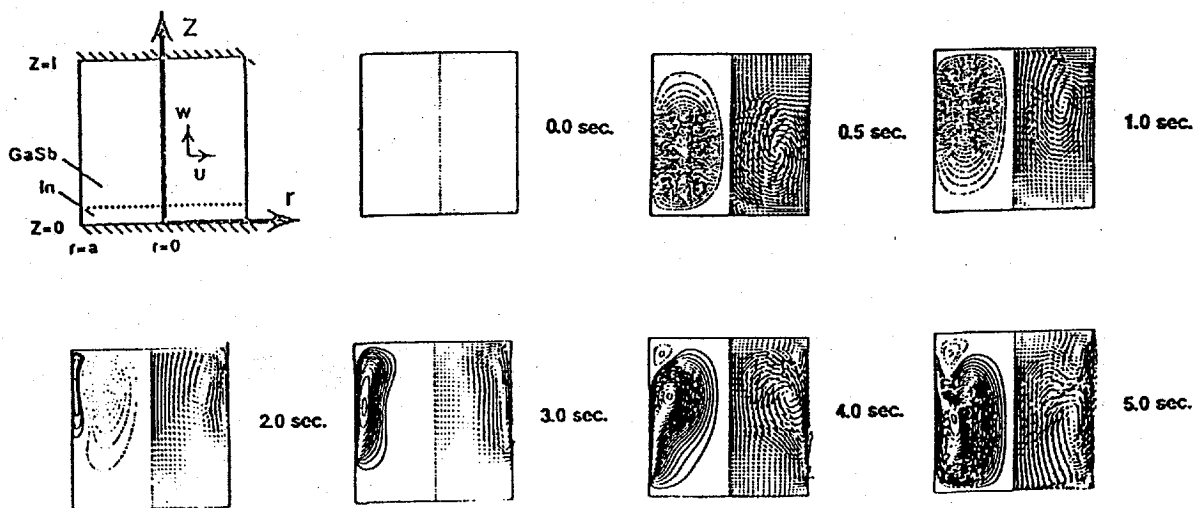 Z
Z=l
W
U
GaSb
In
r
Z=0
r=a
r=0
0.0 sec.
0.5 sec.
1.0 sec.
2.0 sec.
3.0 sec.
4.0 sec.
5.0 sec.